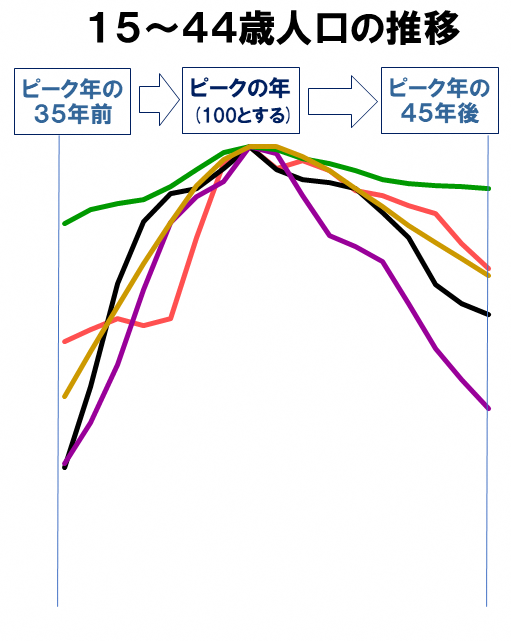 15〜44歳人口の推移
ピーク年の
35年前
ピークの年
(100とする)
ピーク年の
45年後